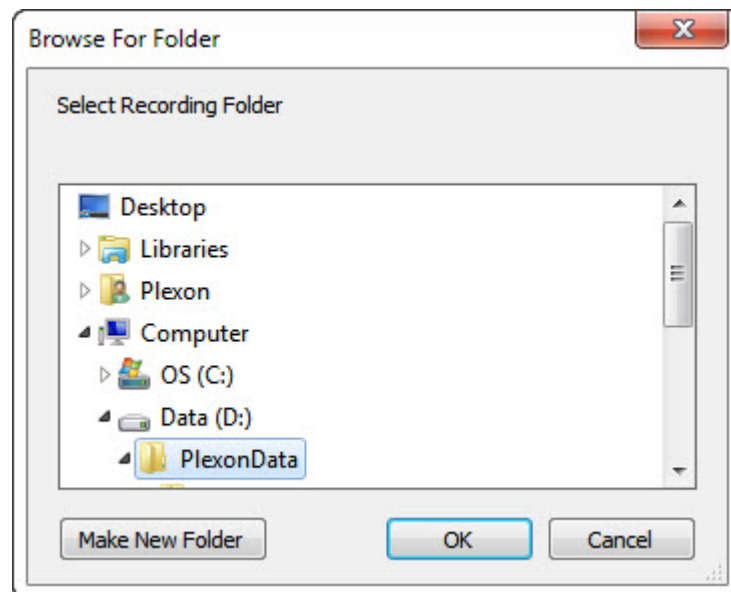 Browse For Folder
Select Recording Folder
Desktop
Libraries
Plexon
Computer
OS (C:)
Data (D:)
PlexonData
Make New Folder OK Cancel